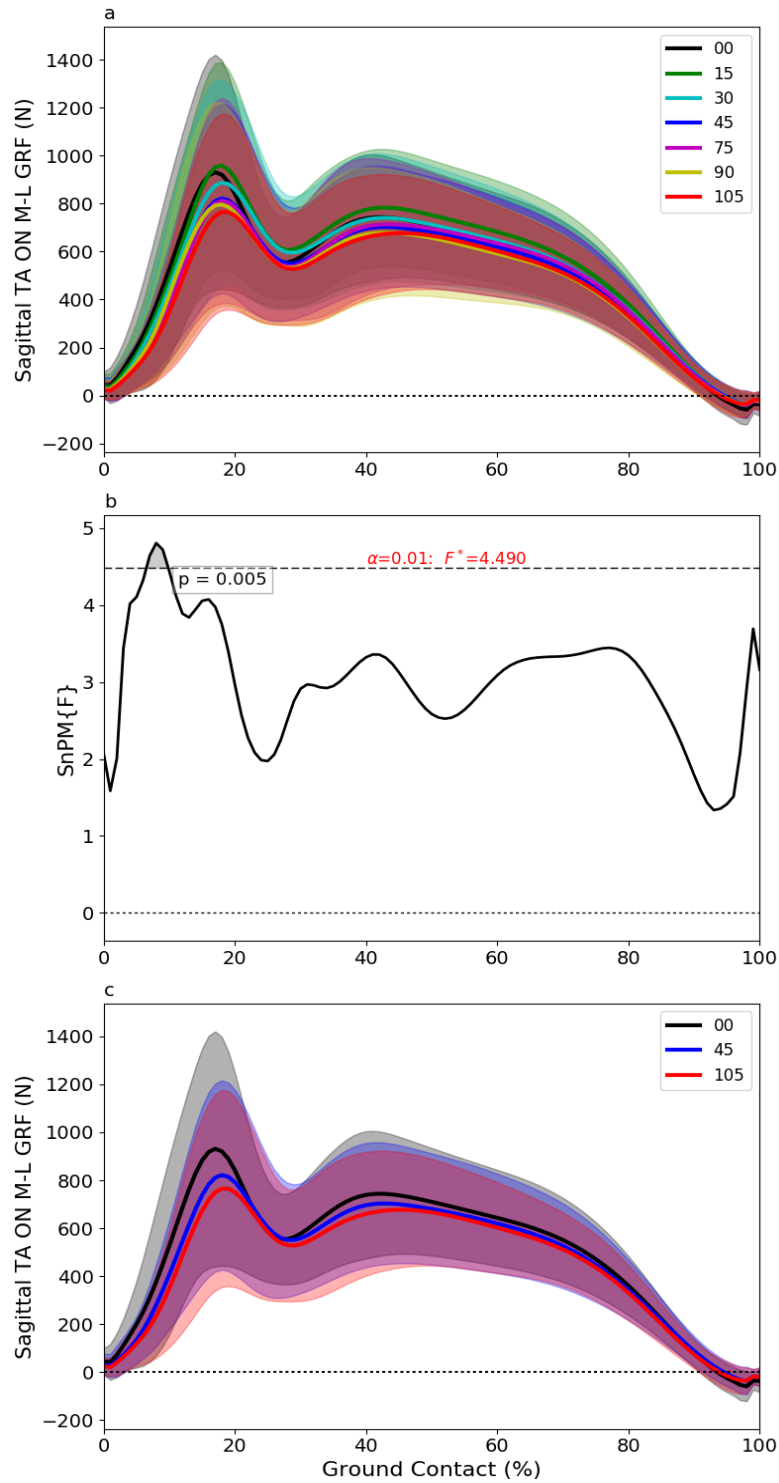 a
Sagittal TA ON M-L GRF (N)
1400
1200
1000
800
600
400
200
0
−200
0 20 40 60 80 100
00
15
30
45
75
90
105
b
SnPM{F}
5
4
3
2
1
0
α=0.01: F*=4.490
p = 0.005
0 20 40 60 80 100
c
Sagittal TA ON M-L GRF (N)
1400
1200
1000
800
600
400
200
0
−200
00
45
105
0 20 40 60 80 100
Ground Contact (%)